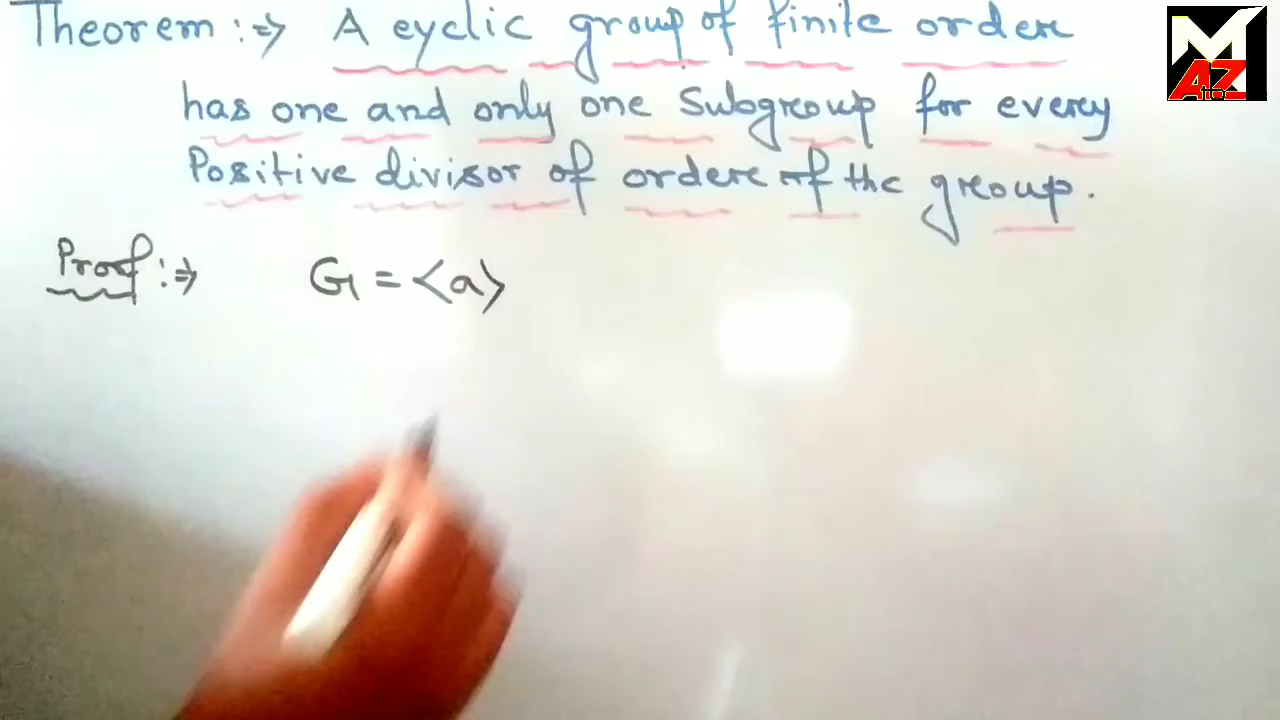 Theorem :⇒ A cyclic group of finite order
has one and only one subgroup for every
Positive divisor of order of the group.
Proof :⇒ G = <a>
M
A to Z